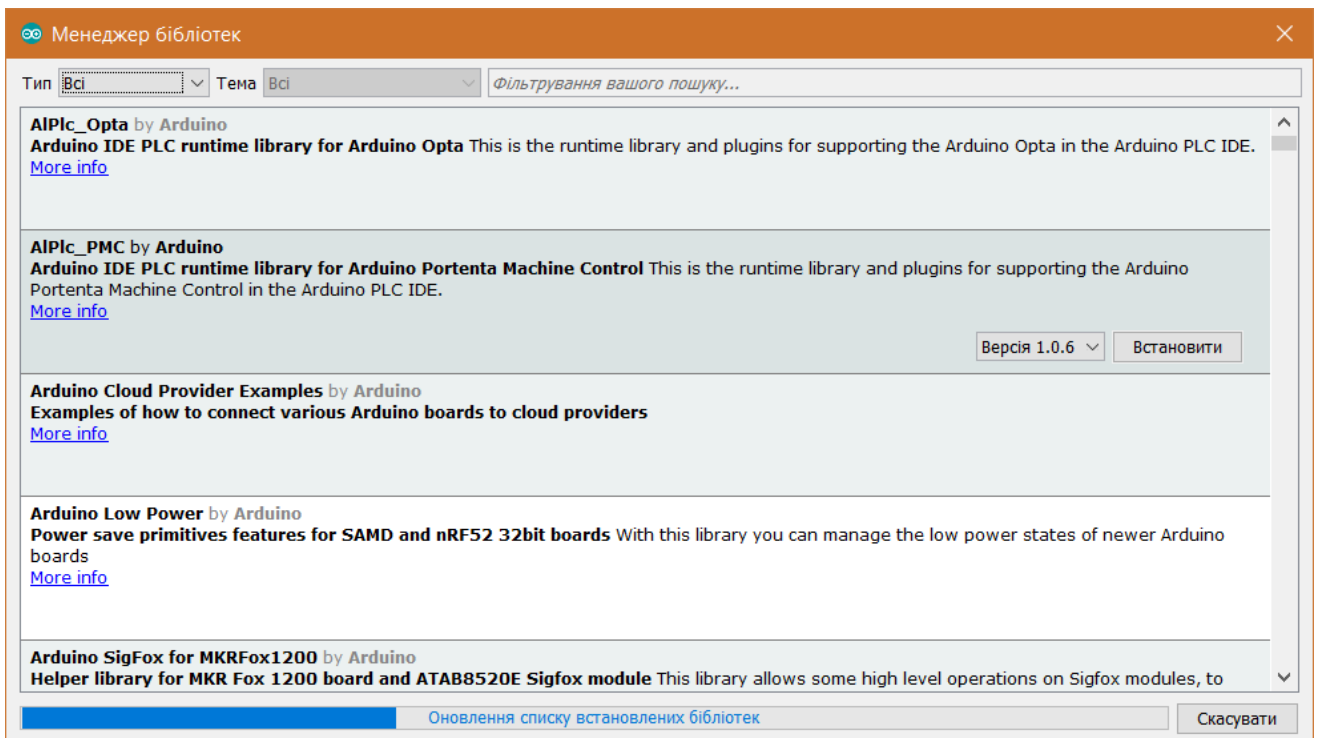 Менеджер бібліотек
Тип Всі Тема Всі Фільтрування вашого пошуку...
AlPlc_Opta by Arduino
Arduino IDE PLC runtime library for Arduino Opta This is the runtime library and plugins for supporting the Arduino Opta in the Arduino PLC IDE.
More info
AlPlc_PMC by Arduino
Arduino IDE PLC runtime library for Arduino Portenta Machine Control This is the runtime library and plugins for supporting the Arduino
Portenta Machine Control in the Arduino PLC IDE.
More info
Версія 1.0.6 Встановити
Arduino Cloud Provider Examples by Arduino
Examples of how to connect various Arduino boards to cloud providers
More info
Arduino Low Power by Arduino
Power save primitives features for SAMD and nRF52 32bit boards With this library you can manage the low power states of newer Arduino
boards
More info
Arduino SigFox for MKRFox1200 by Arduino
Helper library for MKR Fox 1200 board and ATAB8520E Sigfox module This library allows some high level operations on Sigfox modules, to
Оновлення списку встановлених бібліотек Скасувати